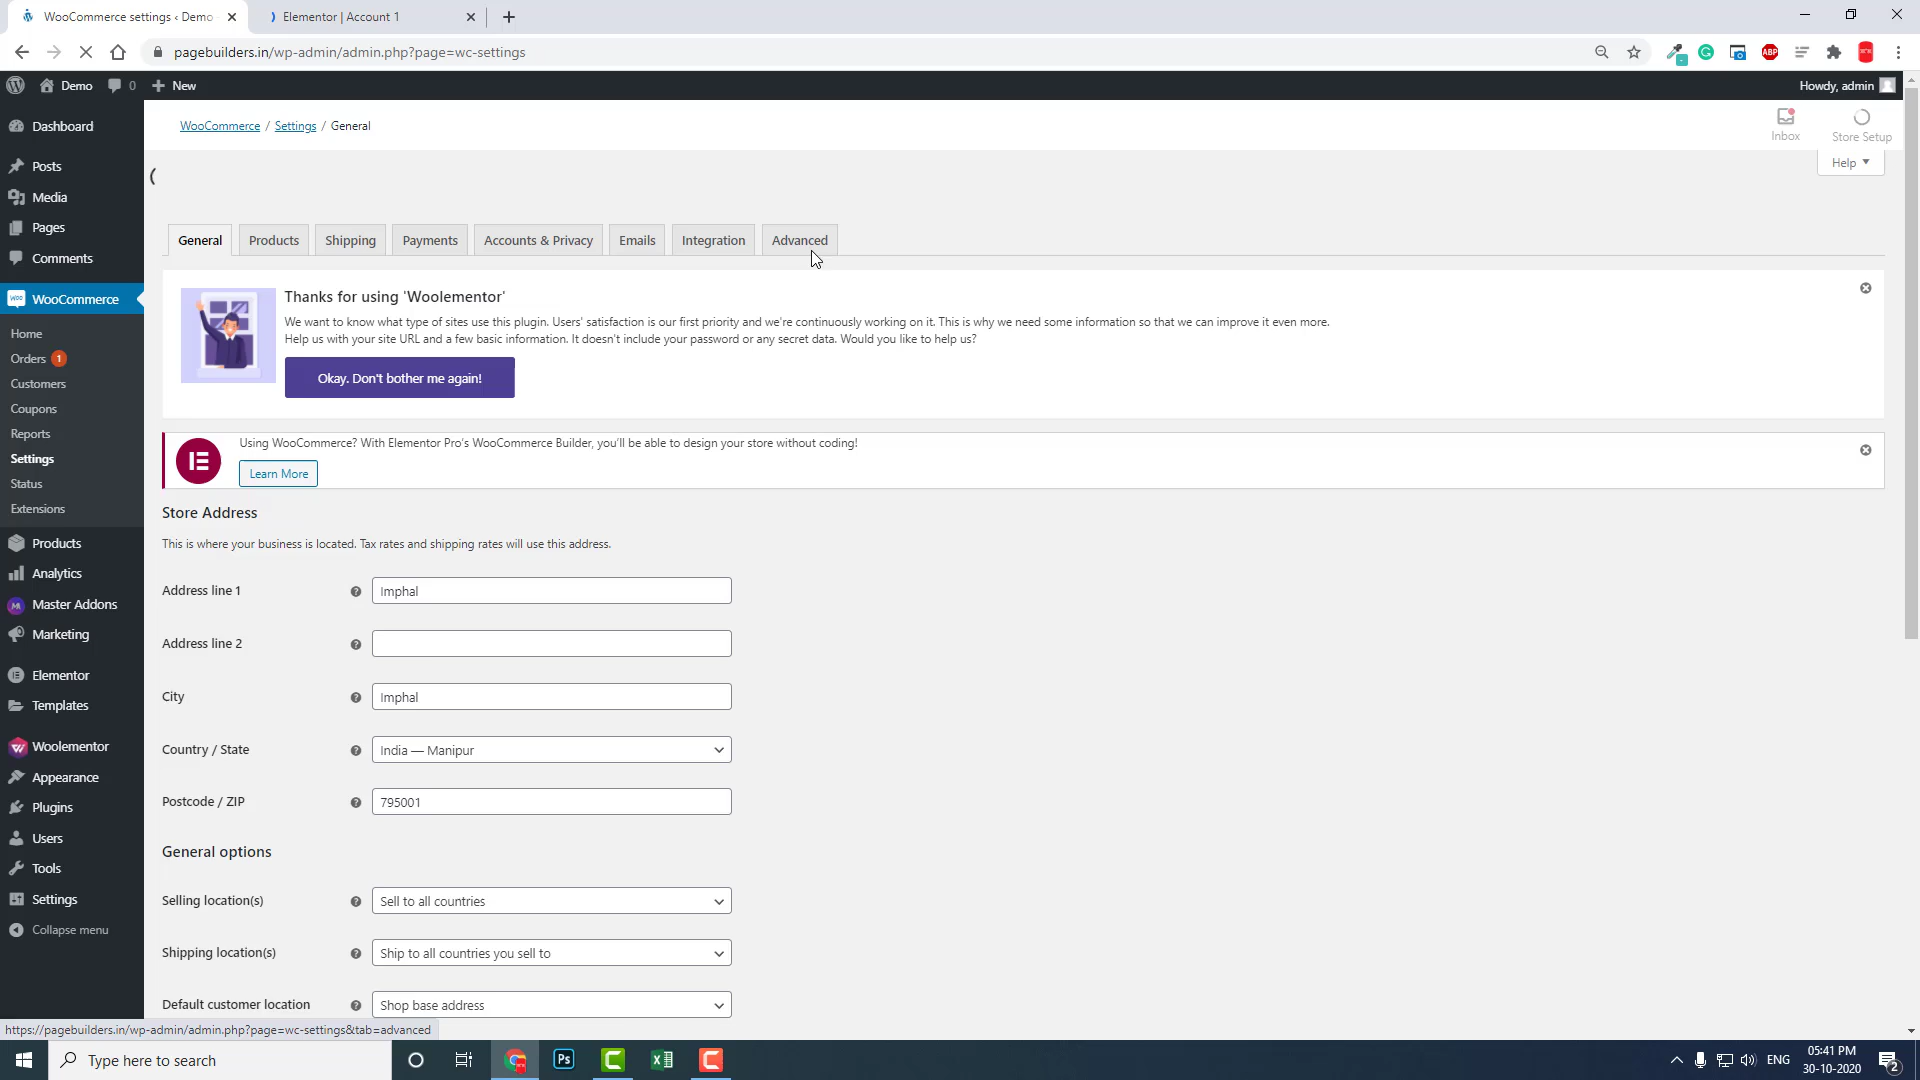 WooCommerce settings ‹ Demo
Elementor | Account 1
pagebuilders.in/wp-admin/admin.php?page=wc-settings
ABP
Demo
0
New
Howdy, admin
Dashboard
Posts
Media
Pages
Comments
WooCommerce
Home
Orders 1
Customers
Coupons
Reports
Settings
Status
Extensions
Products
Analytics
Master Addons
Marketing
Elementor
Templates
Woolementor
Appearance
Plugins
Users
Tools
Settings
Collapse menu
WooCommerce / Settings / General
Inbox
Store Setup
Help
General
Products
Shipping
Payments
Accounts & Privacy
Emails
Integration
Advanced
Thanks for using 'Woolementor'
We want to know what type of sites use this plugin. Users' satisfaction is our first priority and we're continuously working on it. This is why we need some information so that we can improve it even more.
Help us with your site URL and a few basic information. It doesn't include your password or any secret data. Would you like to help us?
Okay. Don't bother me again!
Using WooCommerce? With Elementor Pro's WooCommerce Builder, you'll be able to design your store without coding!
Learn More
Store Address
This is where your business is located. Tax rates and shipping rates will use this address.
Address line 1
Imphal
Address line 2
City
Imphal
Country / State
India — Manipur
Postcode / ZIP
795001
General options
Selling location(s)
Sell to all countries
Shipping location(s)
Ship to all countries you sell to
Default customer location
Shop base address
https://pagebuilders.in/wp-admin/admin.php?page=wc-settings&tab=advanced
Type here to search
Ps
ENG
05:41 PM
30-10-2020
2